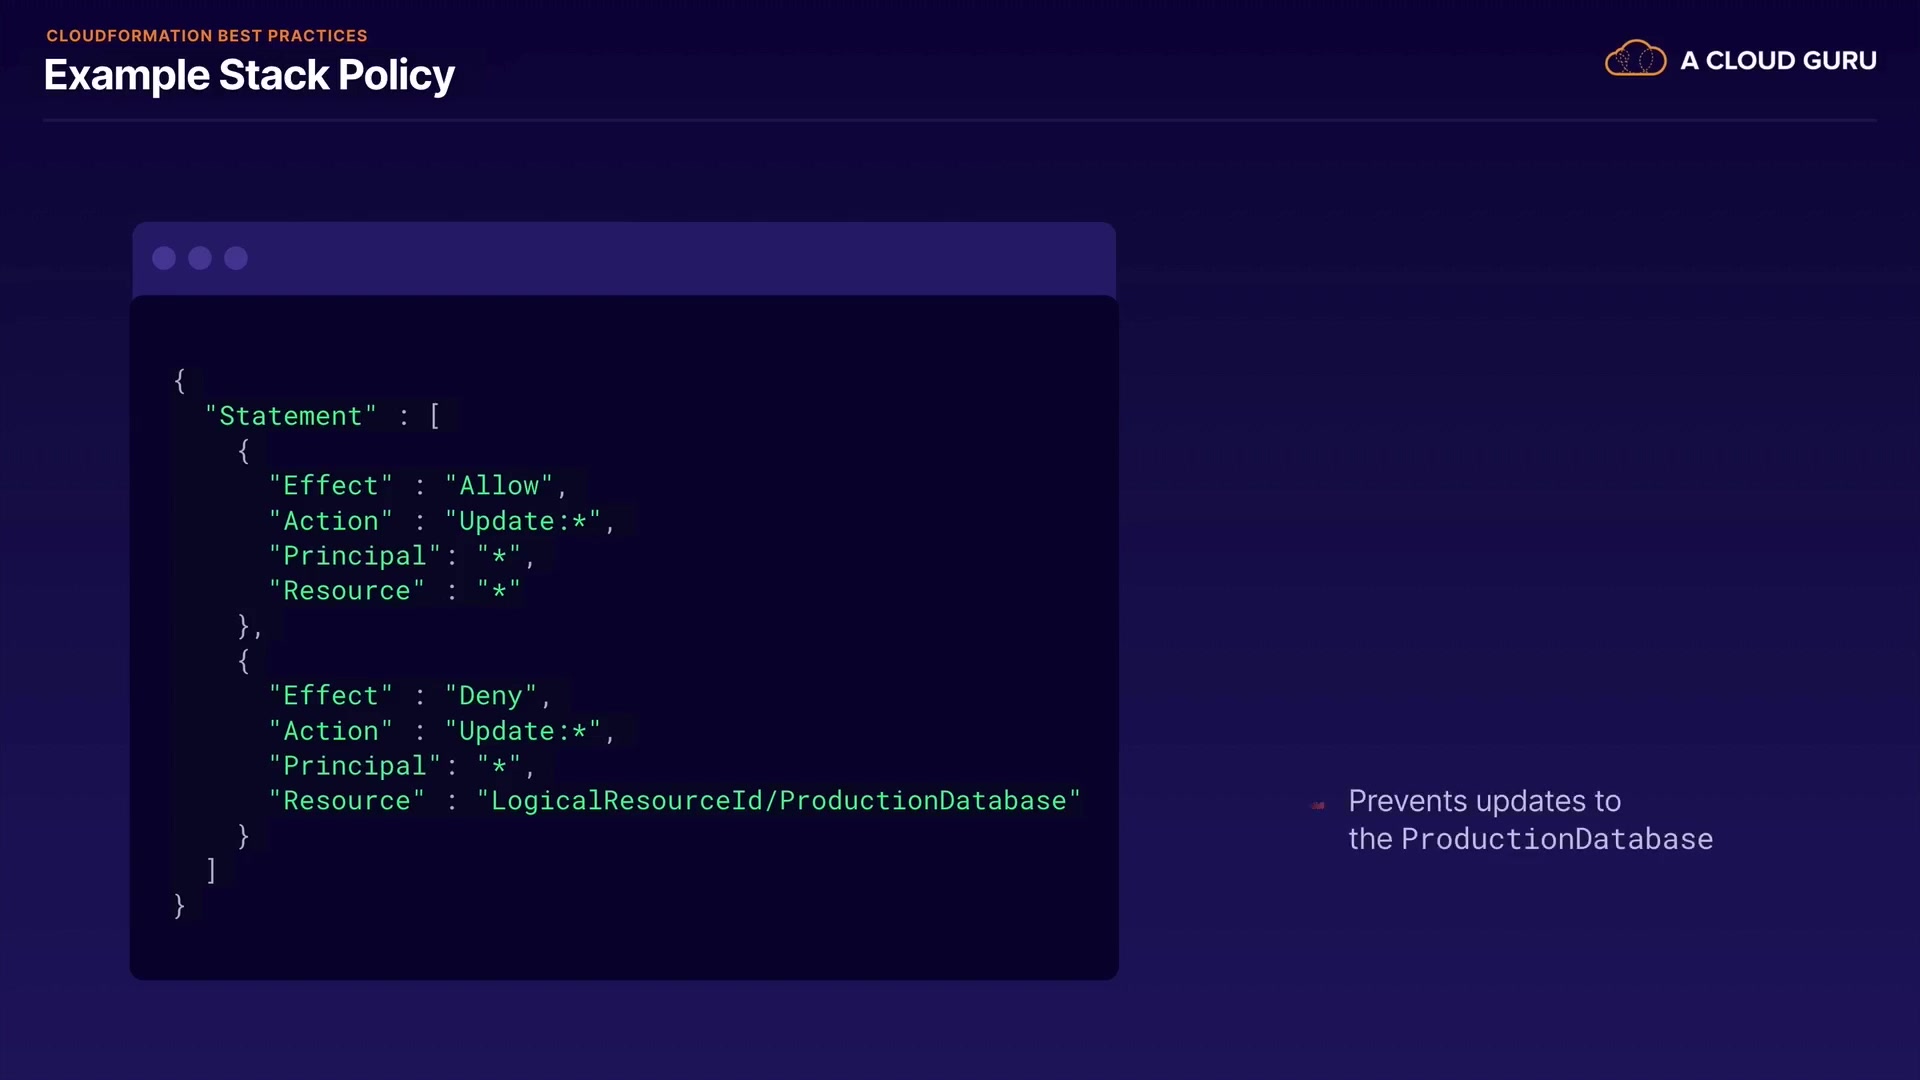 CLOUDFORMATION BEST PRACTICES
Example Stack Policy
A CLOUD GURU
{
"Statement" : [
{
"Effect" : "Allow",
"Action" : "Update:*",
"Principal": "*",
"Resource" : "*"
},
{
"Effect" : "Deny",
"Action" : "Update:*",
"Principal": "*",
"Resource" : "LogicalResourceId/ProductionDatabase"
}
]
}
Prevents updates to
the ProductionDatabase